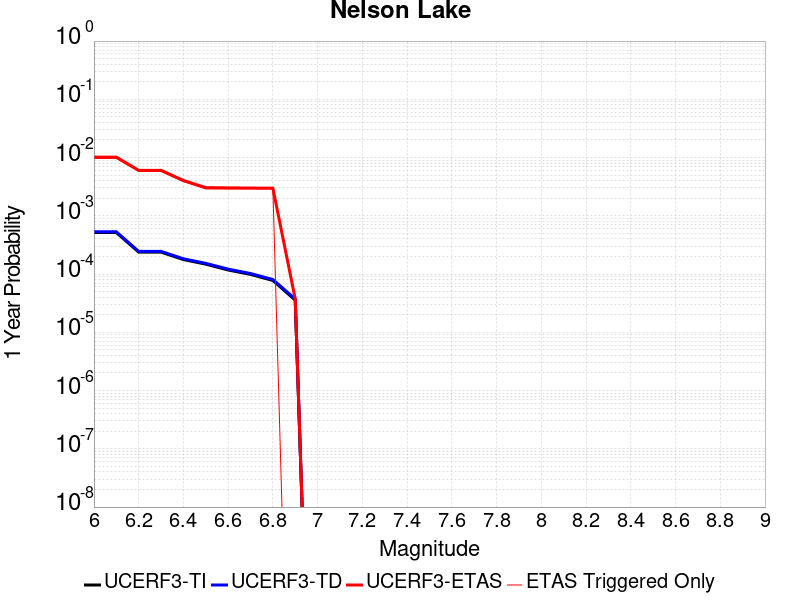 Nelson Lake
10^0
10^-1
10^-2
10^-3
10^-4
10^-5
10^-6
10^-7
10^-8
1 Year Probability
6 6.2 6.4 6.6 6.8 7 7.2 7.4 7.6 7.8 8 8.2 8.4 8.6 8.8 9
Magnitude
UCERF3-TI UCERF3-TD UCERF3-ETAS ETAS Triggered Only